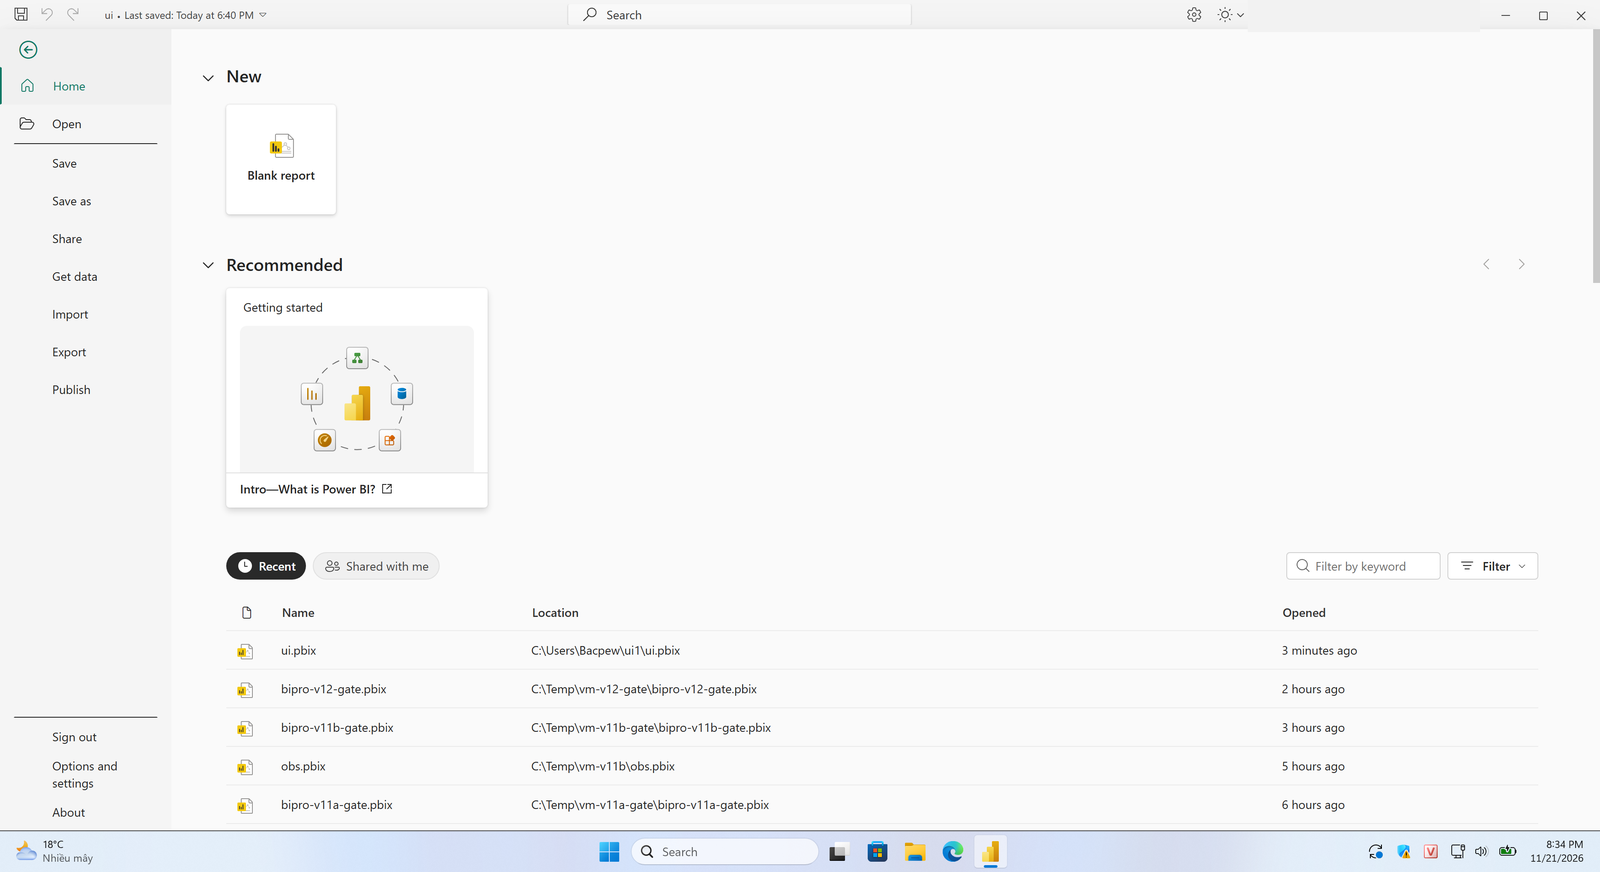 ui • Last saved: Today at 6:40 PM
Search
Home
Open
Save
Save as
Share
Get data
Import
Export
Publish
Sign out
Options and
settings
About
New
Blank report
Recommended
Getting started
Intro—What is Power BI?
Recent
Shared with me
Filter by keyword
Filter
Name Location Opened
ui.pbix C:\Users\Bacpew\ui1\ui.pbix 3 minutes ago
bipro-v12-gate.pbix C:\Temp\vm-v12-gate\bipro-v12-gate.pbix 2 hours ago
bipro-v11b-gate.pbix C:\Temp\vm-v11b-gate\bipro-v11b-gate.pbix 3 hours ago
obs.pbix C:\Temp\vm-v11b\obs.pbix 5 hours ago
bipro-v11a-gate.pbix C:\Temp\vm-v11a-gate\bipro-v11a-gate.pbix 6 hours ago
18°C
Nhiều mây
Search
V
8:34 PM
11/21/2026